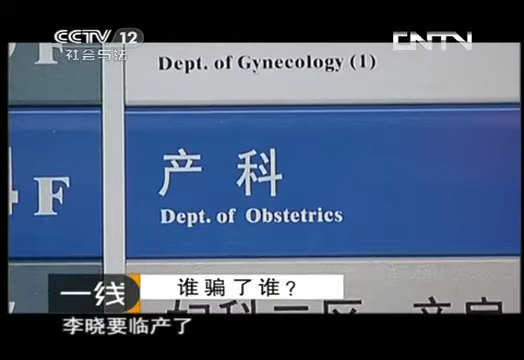 CCTV 12
社会与法
CNTV
Dept. of Gynecology (1)
产科
Dept. of Obstetrics
F
一线
谁骗了谁?
李晓要临产了